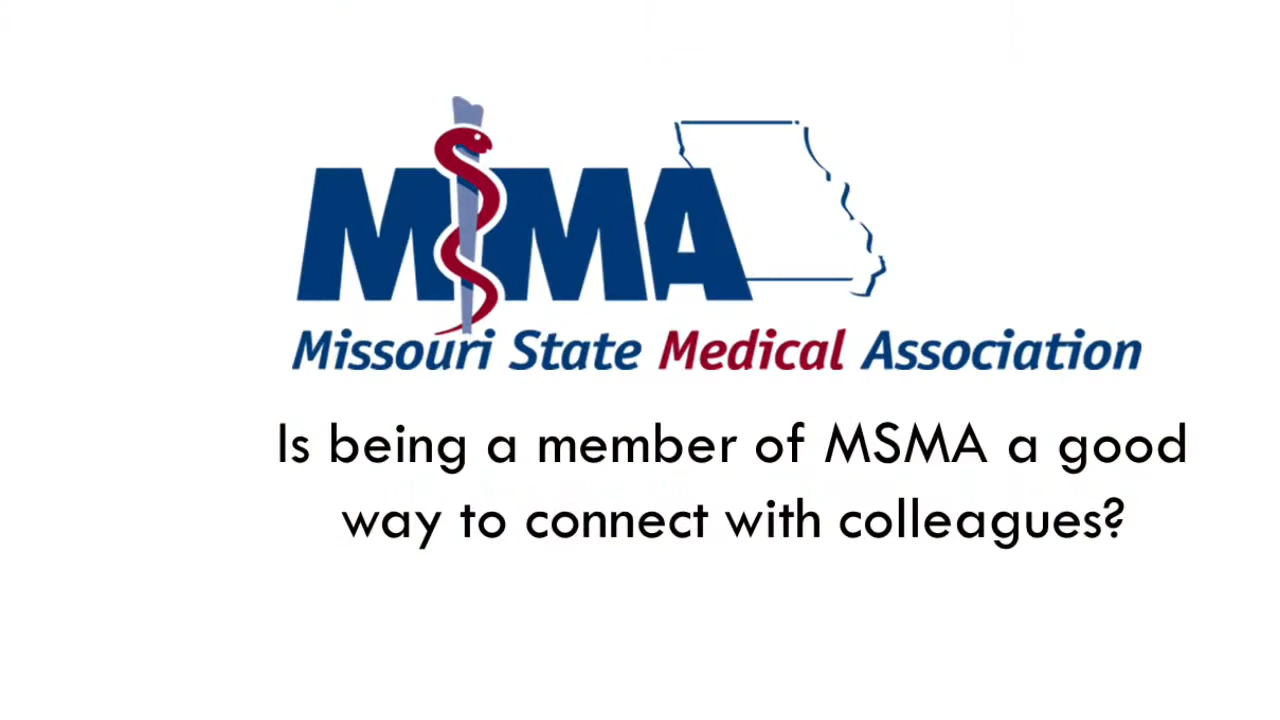 MSMA
Missouri State Medical Association
Is being a member of MSMA a good
way to connect with colleagues?